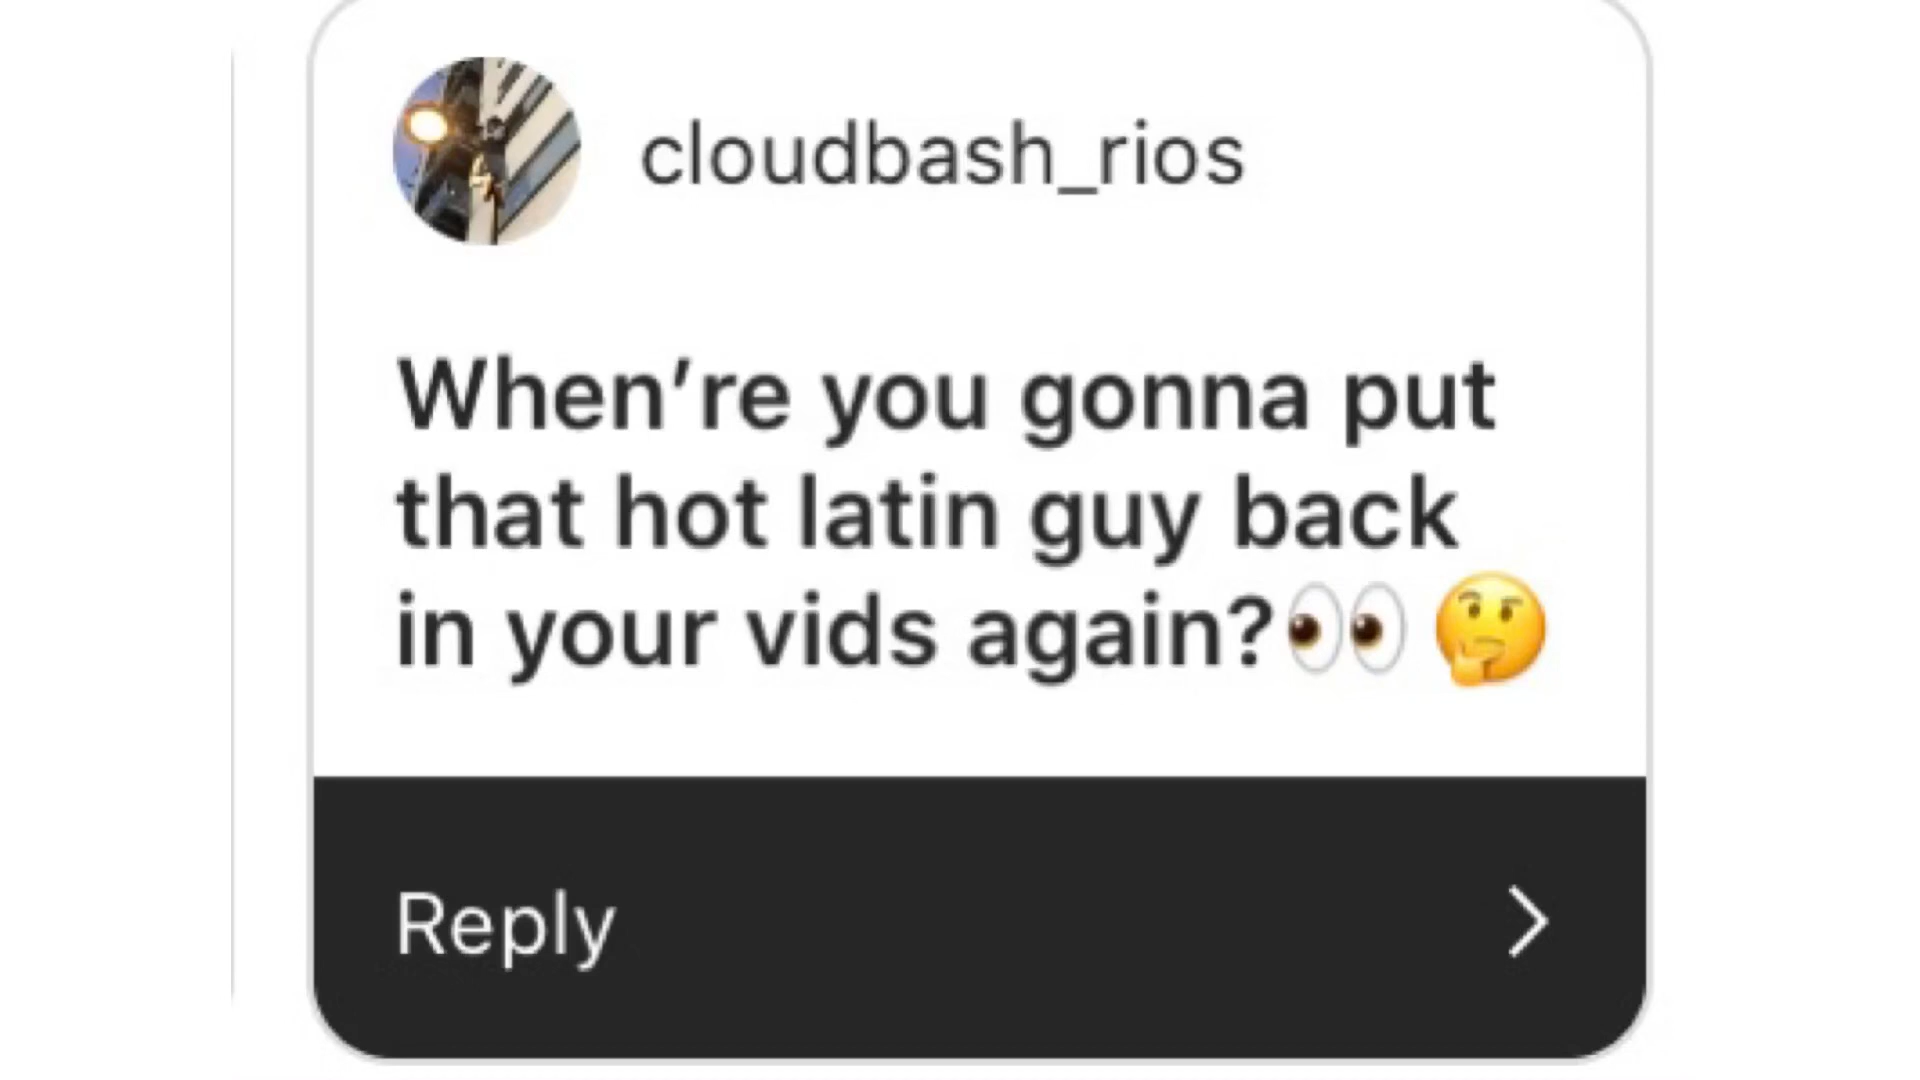 cloudbash_rios
When’re you gonna put
that hot latin guy back
in your vids again?👀 🤔
Reply